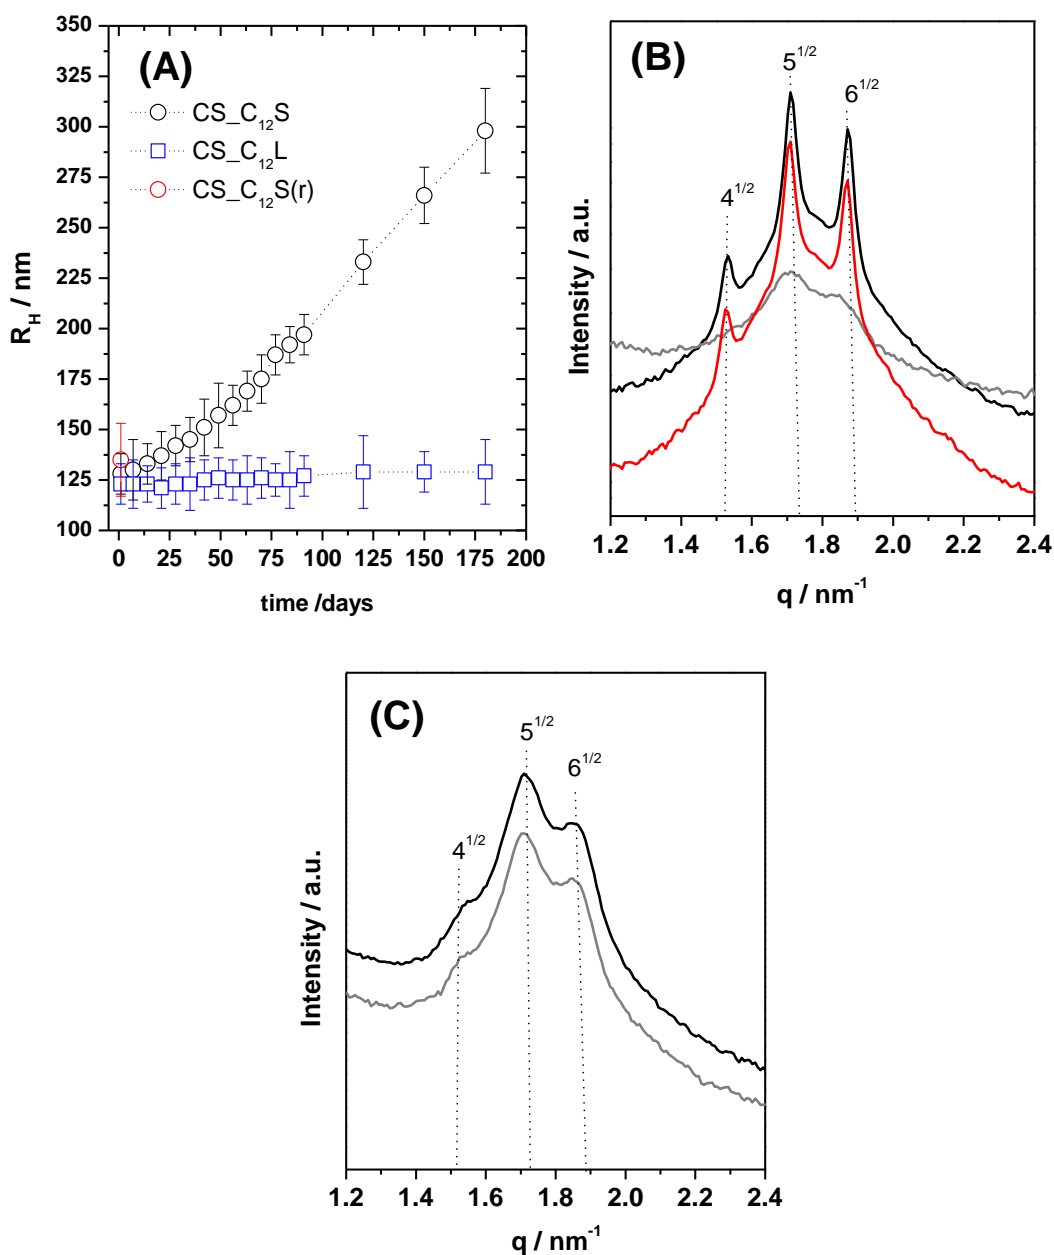 (A)
CS_C₁₂S
CS_C₁₂L
CS_C₁₂S(r)
R_H / nm
350
325
300
275
250
225
200
175
150
125
100
0 25 50 75 100 125 150 175 200
time /days
(B)
4^1/2
5^1/2
6^1/2
Intensity / a.u.
1.2 1.4 1.6 1.8 2.0 2.2 2.4
q / nm⁻¹
(C)
4^1/2
5^1/2
6^1/2
Intensity / a.u.
1.2 1.4 1.6 1.8 2.0 2.2 2.4
q / nm⁻¹